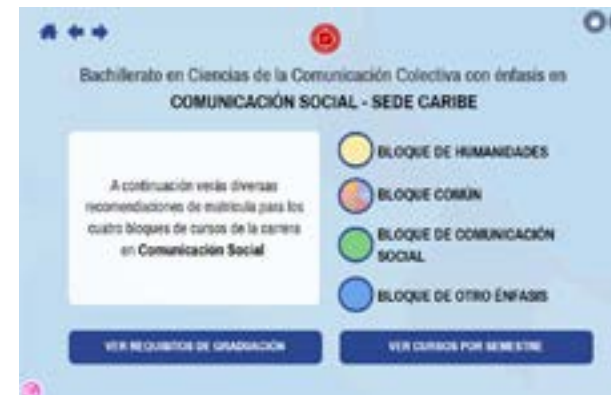 Bachillerato en Ciencias de la Comunicación Colectiva con énfasis en
COMUNICACIÓN SOCIAL - SEDE CARIBE
A continuación verás diversas
recomendaciones de matrícula para los
cuatro bloques de cursos de la carrera
en Comunicación Social
BLOQUE DE HUMANIDADES
BLOQUE COMÚN
BLOQUE DE COMUNICACIÓN
SOCIAL
BLOQUE DE OTRO ÉNFASIS
VER REQUISITOS DE GRADUACIÓN
VER CURSOS POR SEMESTRE